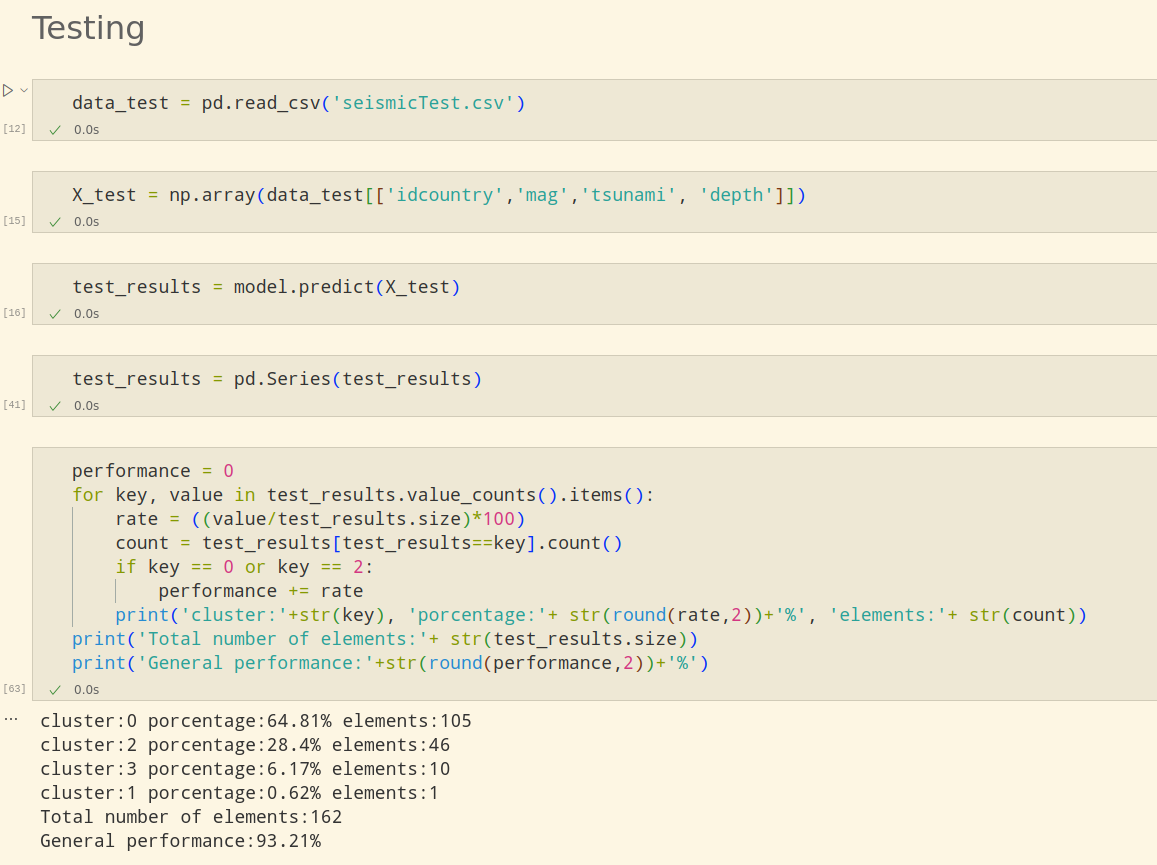 Testing
data_test = pd.read_csv('seismicTest.csv')
[12]
0.0s
X_test = np.array(data_test[['idcountry','mag','tsunami', 'depth']])
[15]
0.0s
test_results = model.predict(X_test)
[16]
0.0s
test_results = pd.Series(test_results)
[41]
0.0s
performance = 0
for key, value in test_results.value_counts().items():
    rate = ((value/test_results.size)*100)
    count = test_results[test_results==key].count()
    if key == 0 or key == 2:
        performance += rate
    print('cluster:'+str(key), 'porcentage:'+ str(round(rate,2))+'%', 'elements:'+ str(count))
print('Total number of elements:'+ str(test_results.size))
print('General performance:'+str(round(performance,2))+'%')
[63]
0.0s
...
cluster:0 porcentage:64.81% elements:105
cluster:2 porcentage:28.4% elements:46
cluster:3 porcentage:6.17% elements:10
cluster:1 porcentage:0.62% elements:1
Total number of elements:162
General performance:93.21%